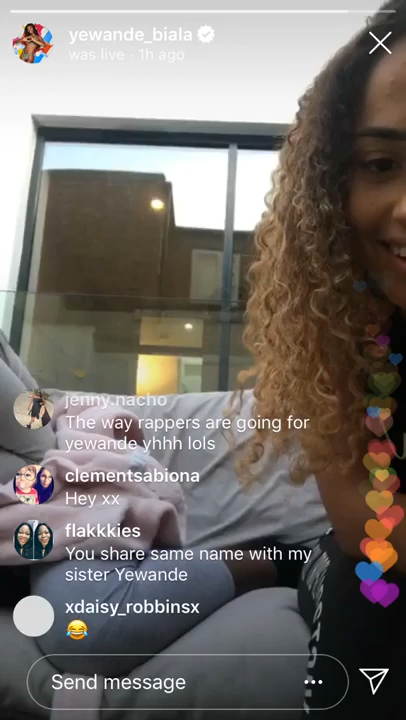 yewande_biala
was live · 1h ago
jenny.nacho
The way rappers are going for
yewande yhhh lols
clementsabiona
Hey xx
flakkkies
You share same name with my
sister Yewande
xdaisy_robbinsx
😂
Send message